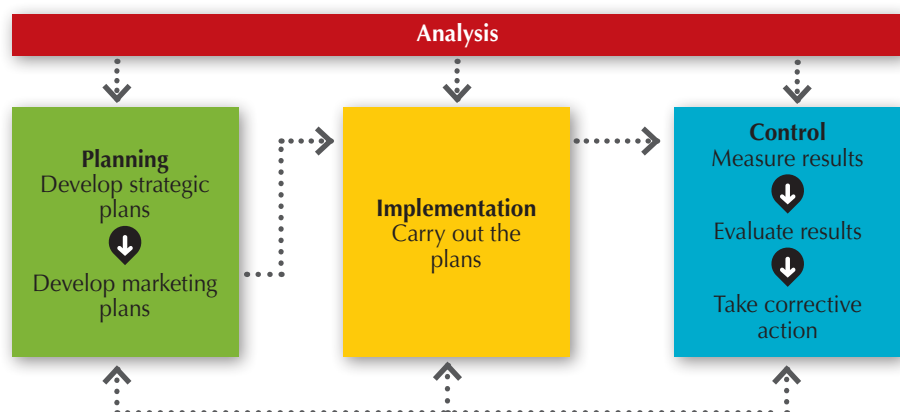 Analysis
Planning
Develop strategic
plans
Develop marketing
plans
Implementation
Carry out the
plans
Control
Measure results
Evaluate results
Take corrective
action